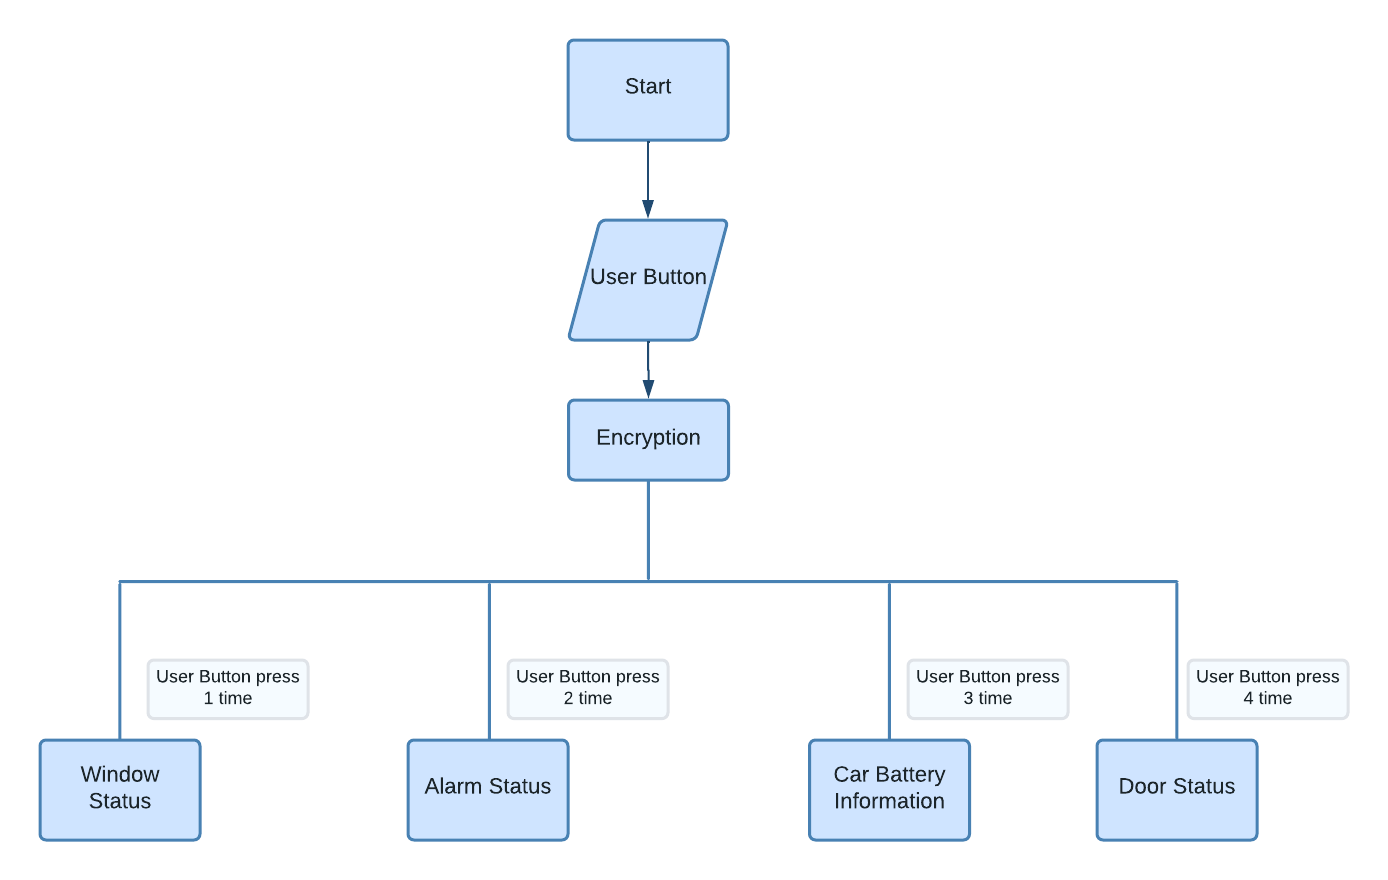 Start
User Button
Encryption
User Button press
1 time
User Button press
2 time
User Button press
3 time
User Button press
4 time
Window
Status
Alarm Status
Car Battery
Information
Door Status